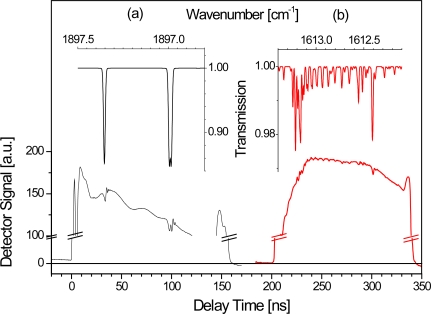 (a) Wavenumber [cm⁻¹] (b)
1897.5 1897.0 1613.0 1612.5
1.00 1.00
0.90 0.98
Transmission
200
150
100
0
Detector Signal [a.u.]
0 50 100 150 200 250 300 350
Delay Time [ns]